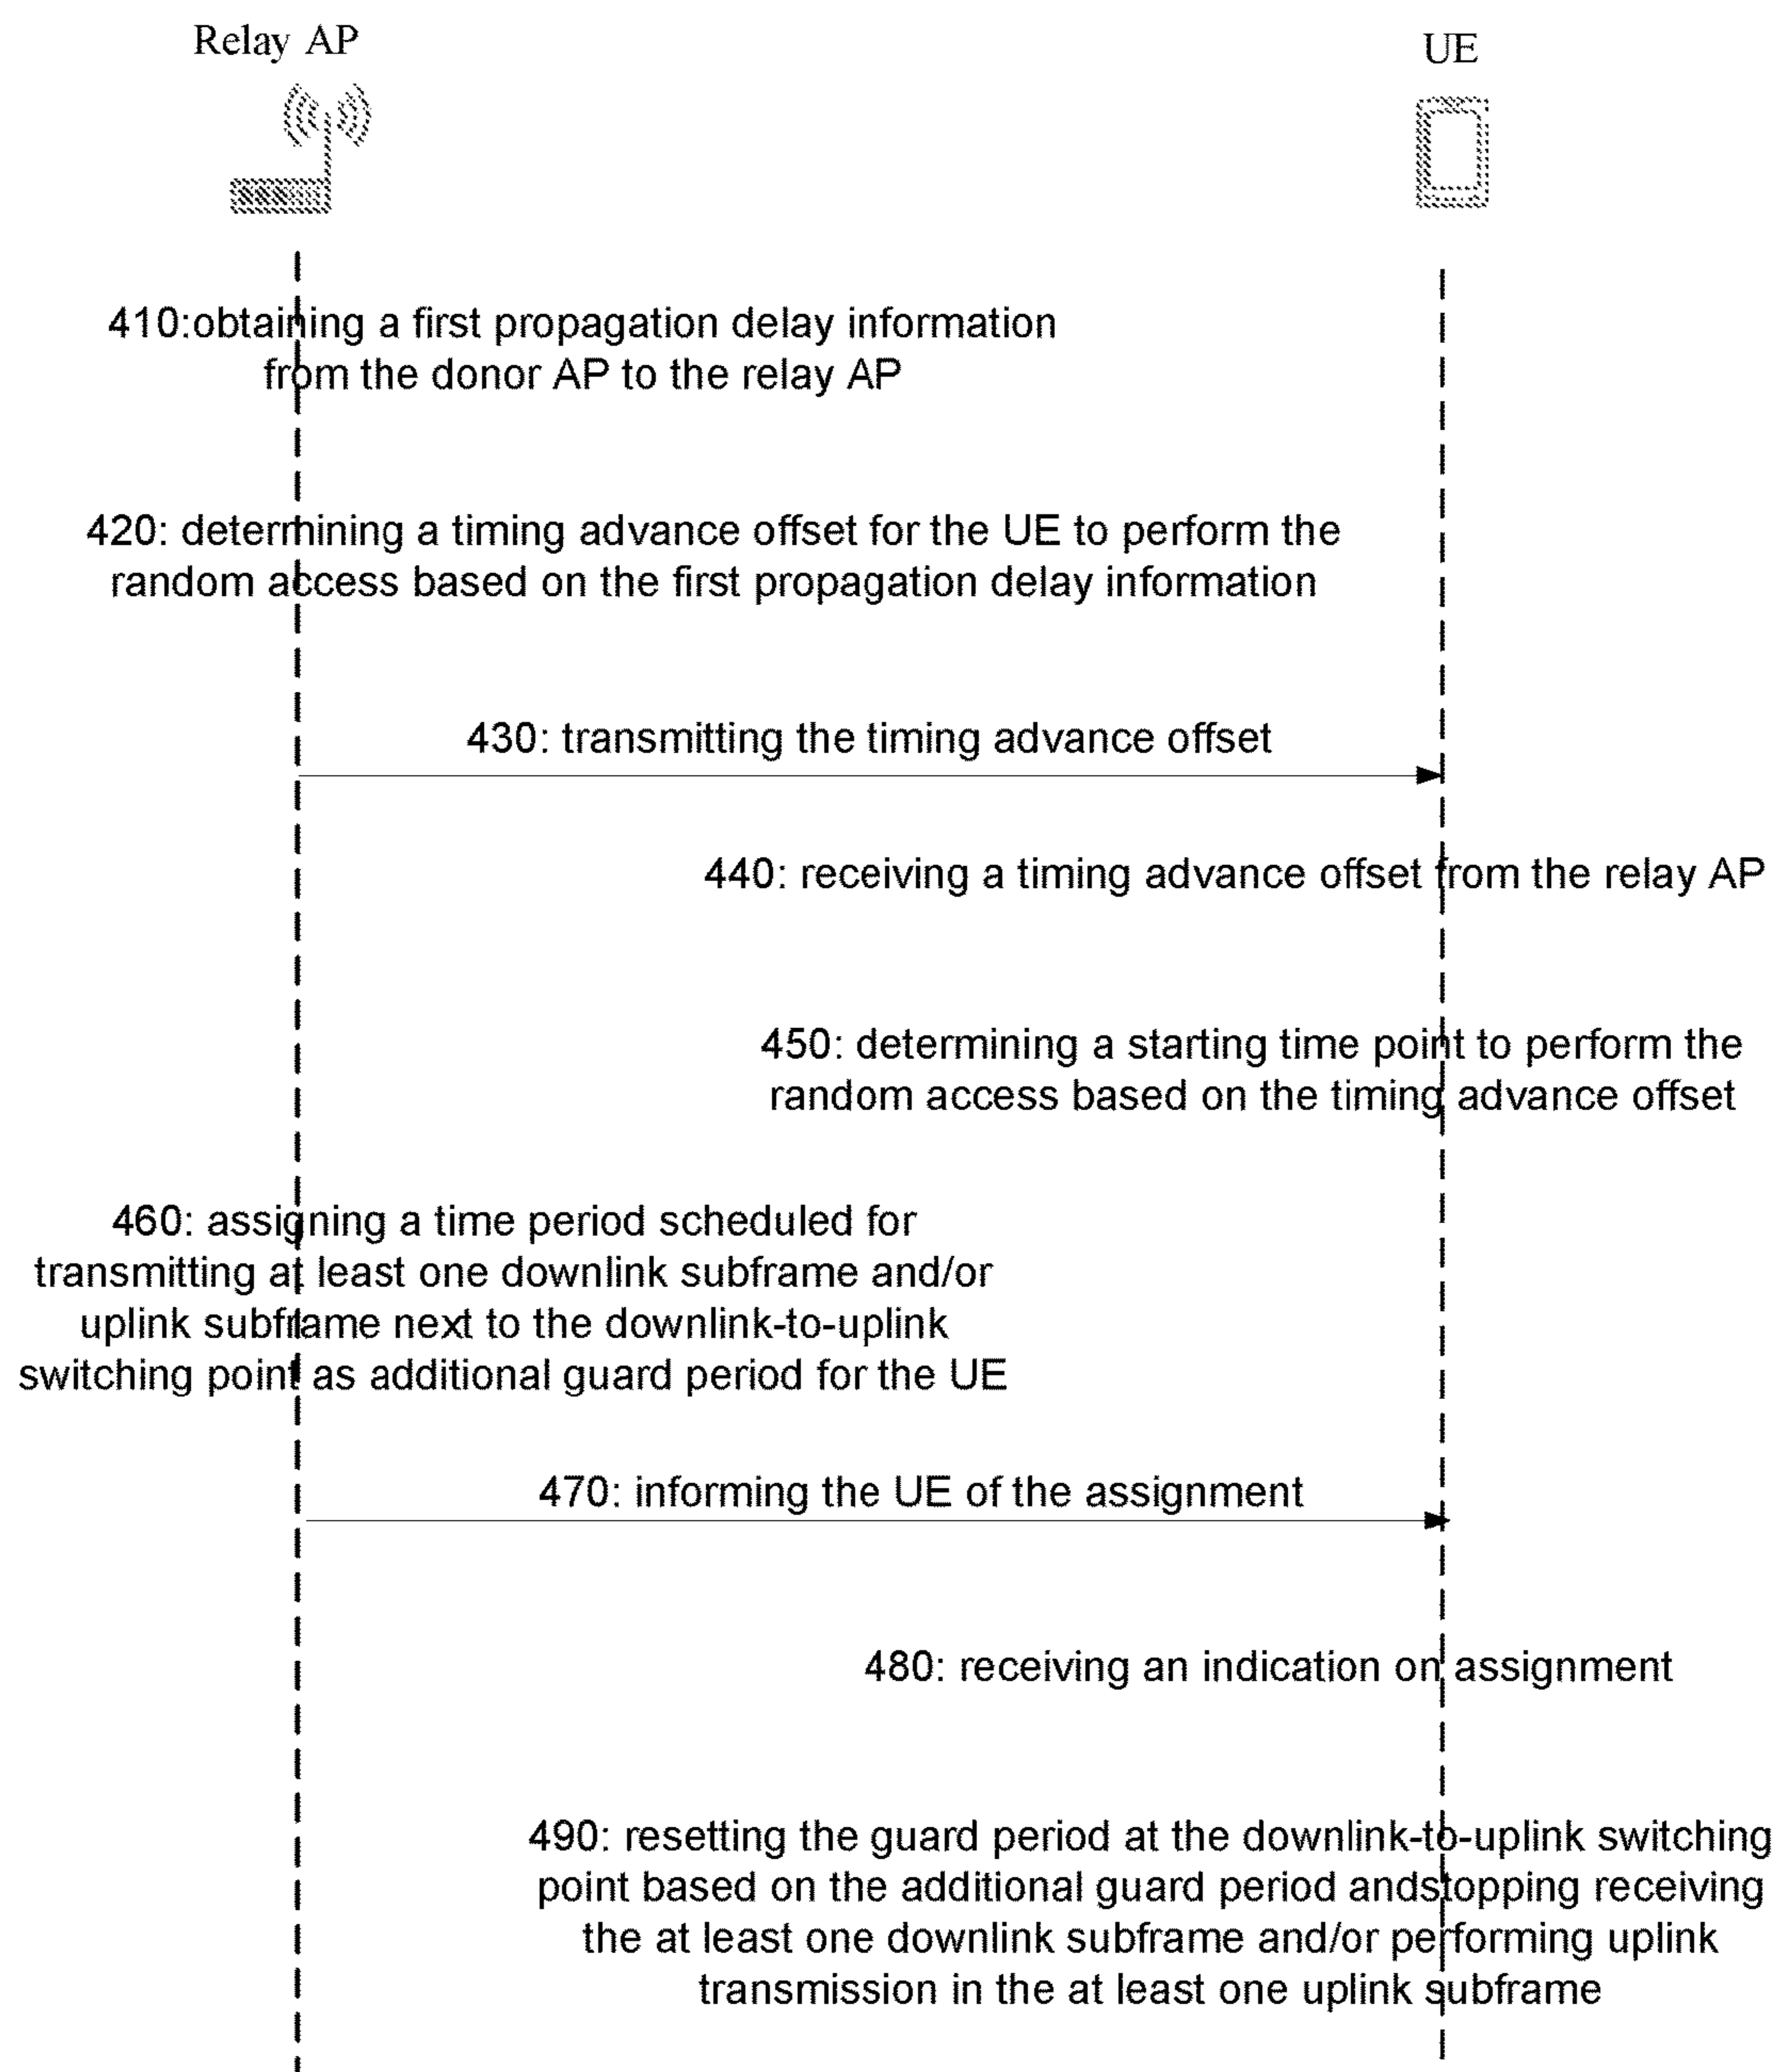 Relay AP
UE
410:obtaining a first propagation delay information
from the donor AP to the relay AP
420: determining a timing advance offset for the UE to perform the
random access based on the first propagation delay information
430: transmitting the timing advance offset
440: receiving a timing advance offset from the relay AP
450: determining a starting time point to perform the
random access based on the timing advance offset
460: assigning a time period scheduled for
transmitting at least one downlink subframe and/or
uplink subframe next to the downlink-to-uplink
switching point as additional guard period for the UE
470: informing the UE of the assignment
480: receiving an indication on assignment
490: resetting the guard period at the downlink-to-uplink switching
point based on the additional guard period andstopping receiving
the at least one downlink subframe and/or performing uplink
transmission in the at least one uplink subframe